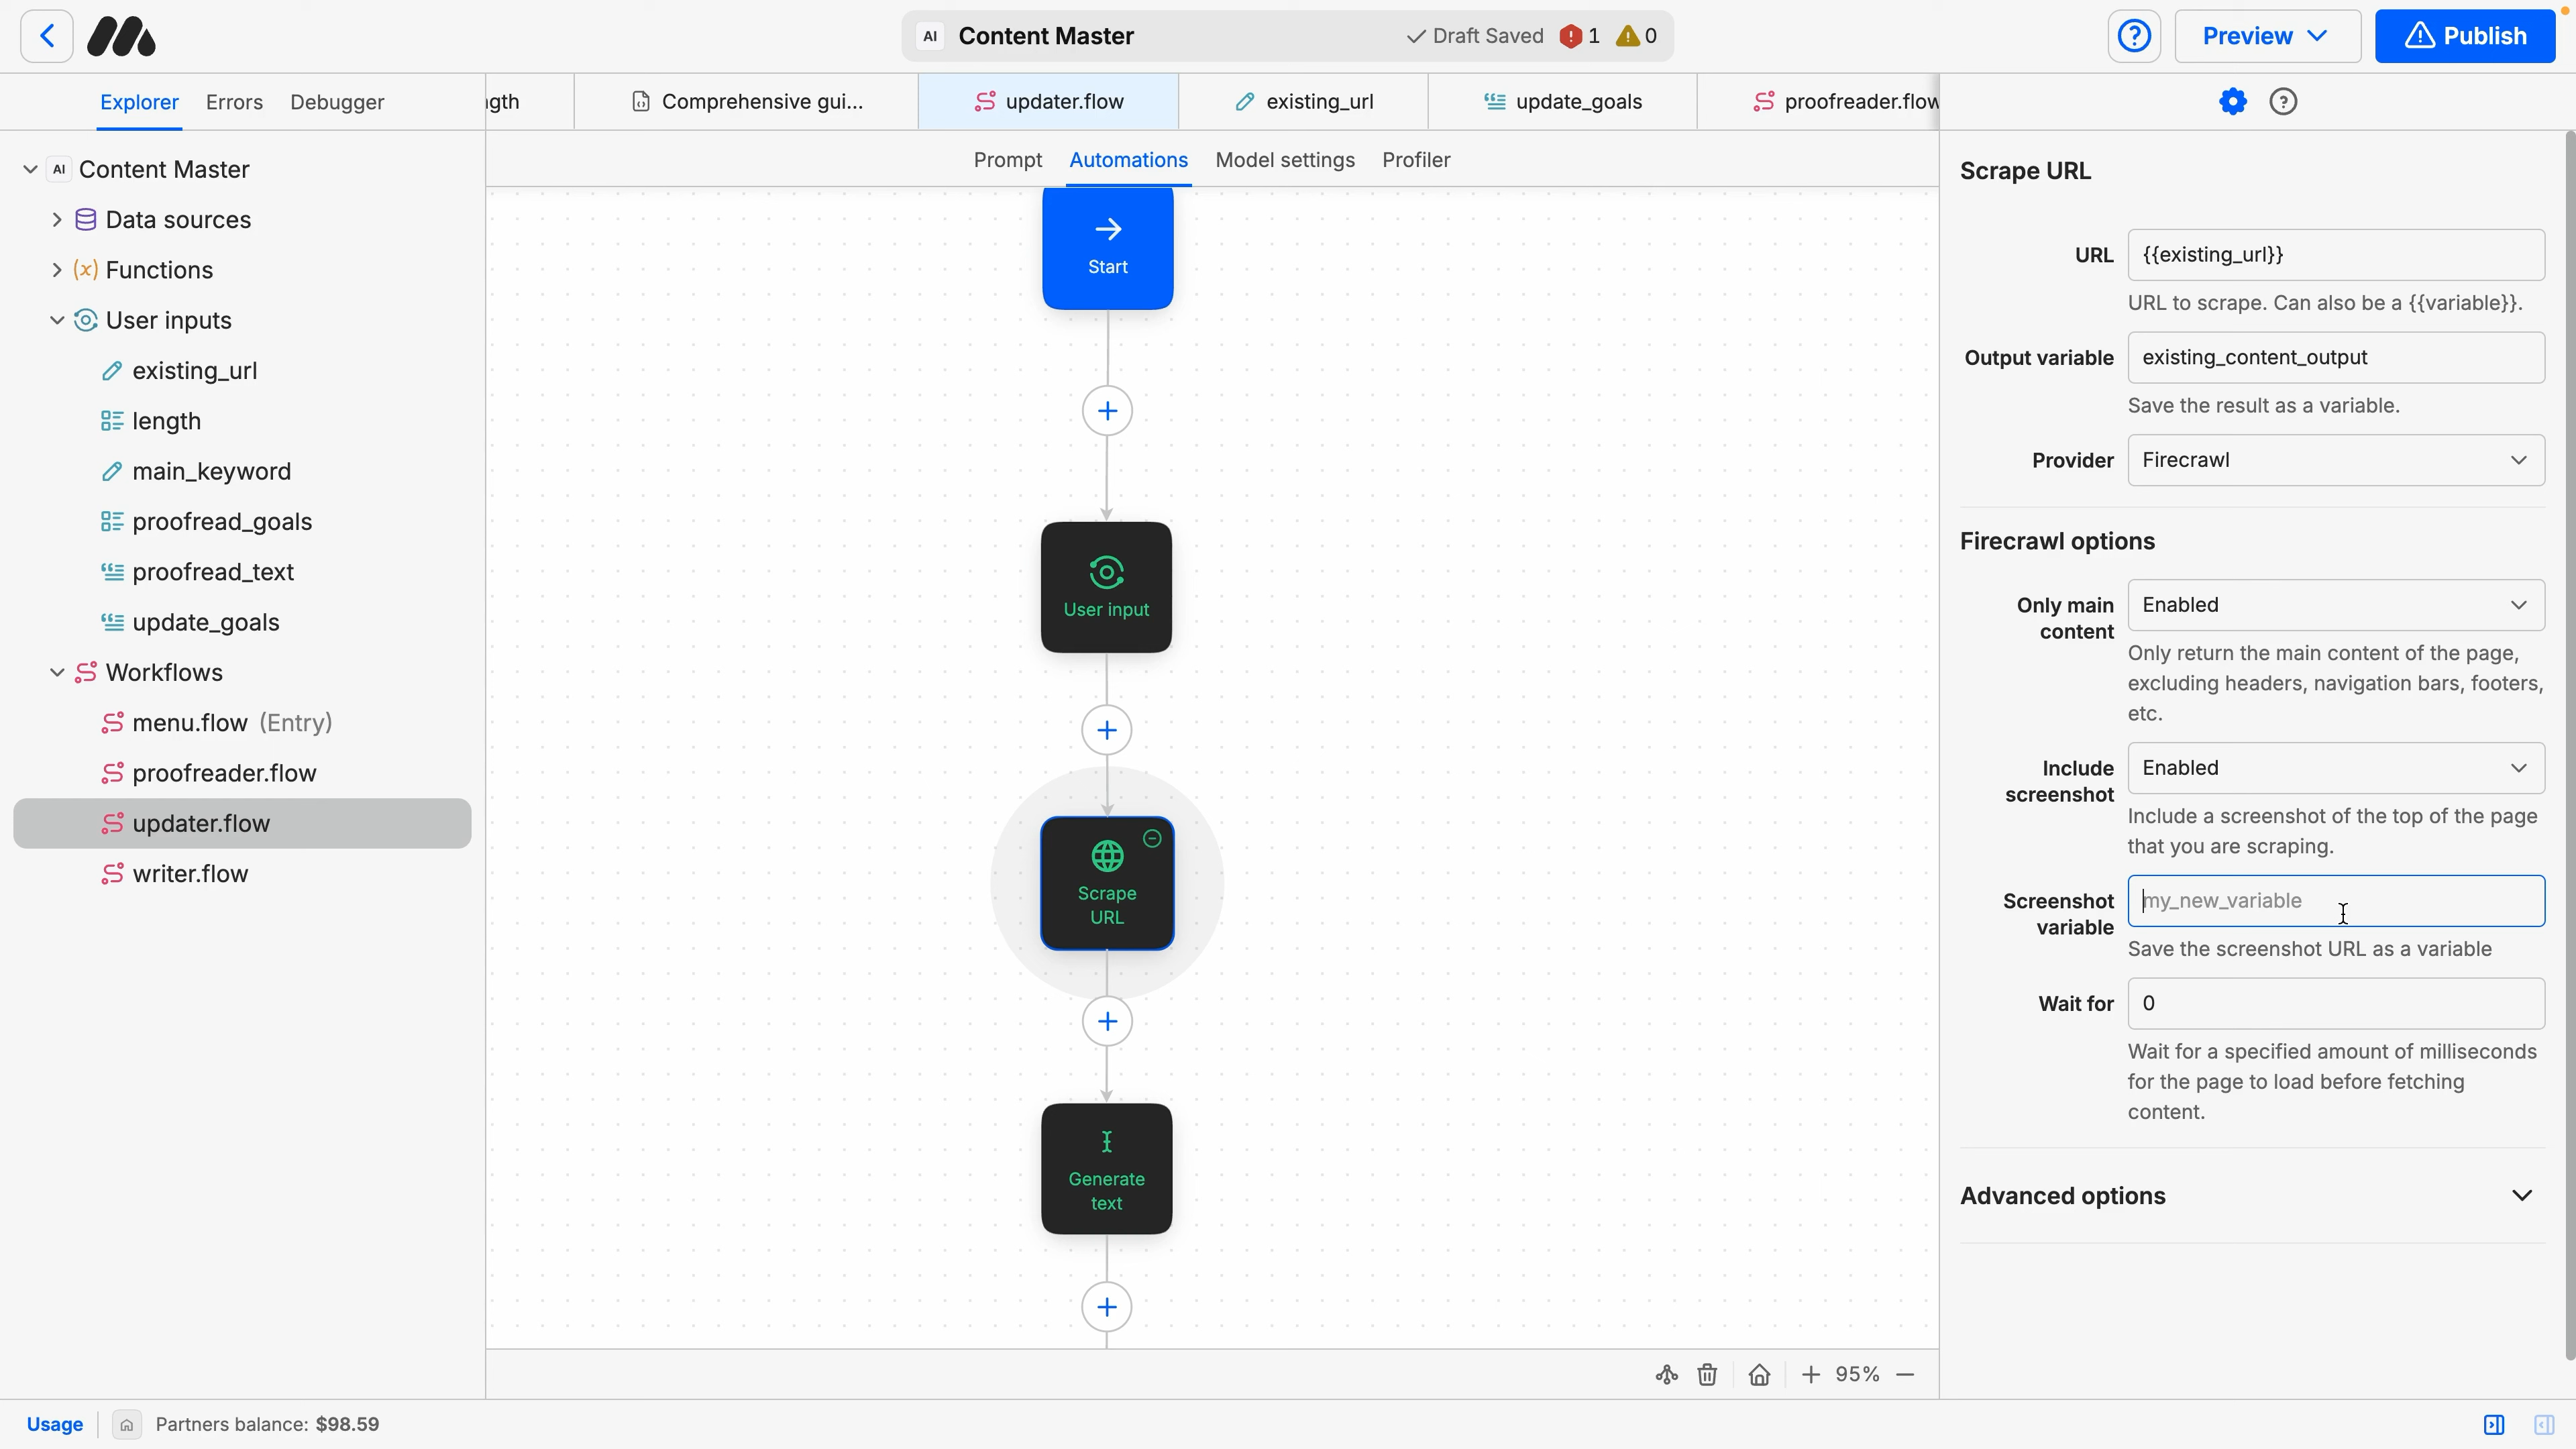 AI Content Master
Draft Saved 1 0
Preview
Publish
Explorer Errors Debugger
ngth
Comprehensive gui...
updater.flow
existing_url
update_goals
proofreader.flow
Prompt Automations Model settings Profiler
AI Content Master
Data sources
(x) Functions
User inputs
existing_url
length
main_keyword
proofread_goals
proofread_text
update_goals
Workflows
menu.flow (Entry)
proofreader.flow
updater.flow
writer.flow
Start
User input
Scrape
URL
Generate
text
95%
Scrape URL
URL {{existing_url}}
URL to scrape. Can also be a {{variable}}.
Output variable existing_content_output
Save the result as a variable.
Provider Firecrawl
Firecrawl options
Only main Enabled
content
Only return the main content of the page,
excluding headers, navigation bars, footers,
etc.
Include Enabled
screenshot
Include a screenshot of the top of the page
that you are scraping.
Screenshot my_new_variable
variable
Save the screenshot URL as a variable
Wait for 0
Wait for a specified amount of milliseconds
for the page to load before fetching
content.
Advanced options
Usage Partners balance: $98.59